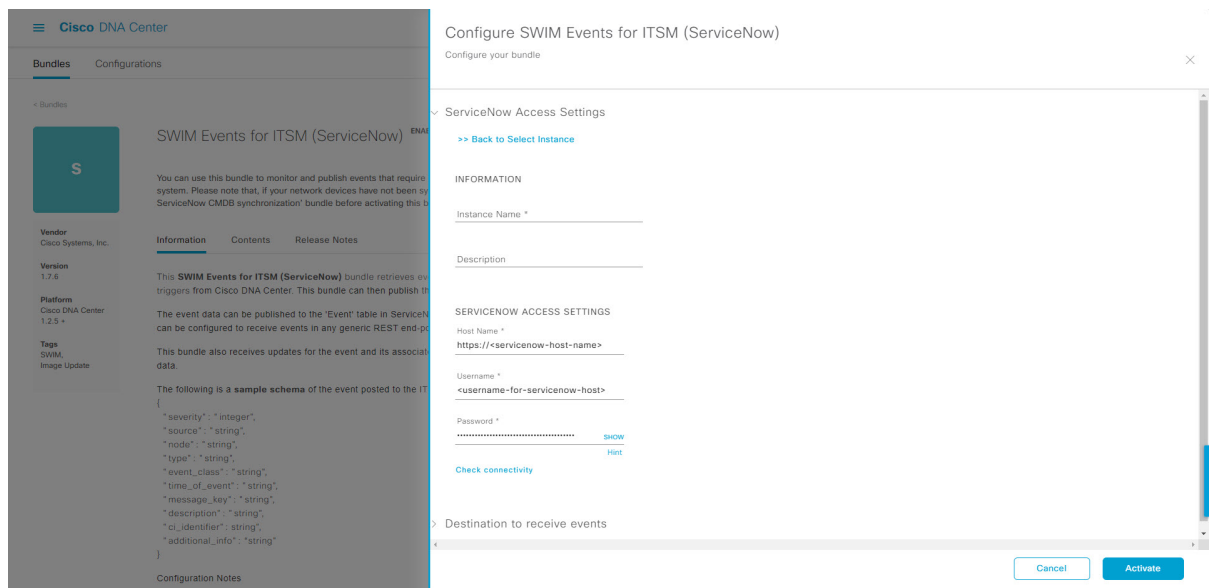 Cisco DNA Center
Bundles Configurations
< Bundles
S
Vendor
Cisco Systems, Inc.
Version
1.7.6
Platform
Cisco DNA Center
1.2.5 +
Tags
SWIM,
Image Update
SWIM Events for ITSM (ServiceNow)
You can use this bundle to monitor and publish events that require
system. Please note that, if your network devices have not been
ServiceNow CMDB synchronization' bundle before activating this
Information Contents Release Notes
This SWIM Events for ITSM (ServiceNow) bundle retrieves
triggers from Cisco DNA Center. This bundle can then publish
The event data can be published to the 'Event' table in
can be configured to receive events in any generic REST
This bundle also receives updates for the event and its
data.
The following is a sample schema of the event posted to the
{
"severity" : "integer",
"source" : "string",
"node" : "string",
"type" : "string",
"event_class" : "string",
"time_of_event" : "string",
"message_key" : "string",
"description" : "string",
"ci_identifier" : string",
"additional_info" : "string"
}
Configuration Notes
Configure SWIM Events for ITSM (ServiceNow)
Configure your bundle
ServiceNow Access Settings
>> Back to Select Instance
INFORMATION
Instance Name *
Description
SERVICENOW ACCESS SETTINGS
Host Name *
https://<servicenow-host-name>
Username *
<username-for-servicenow-host>
Password *
SHOW
Hint
Check connectivity
Destination to receive events
Cancel Activate